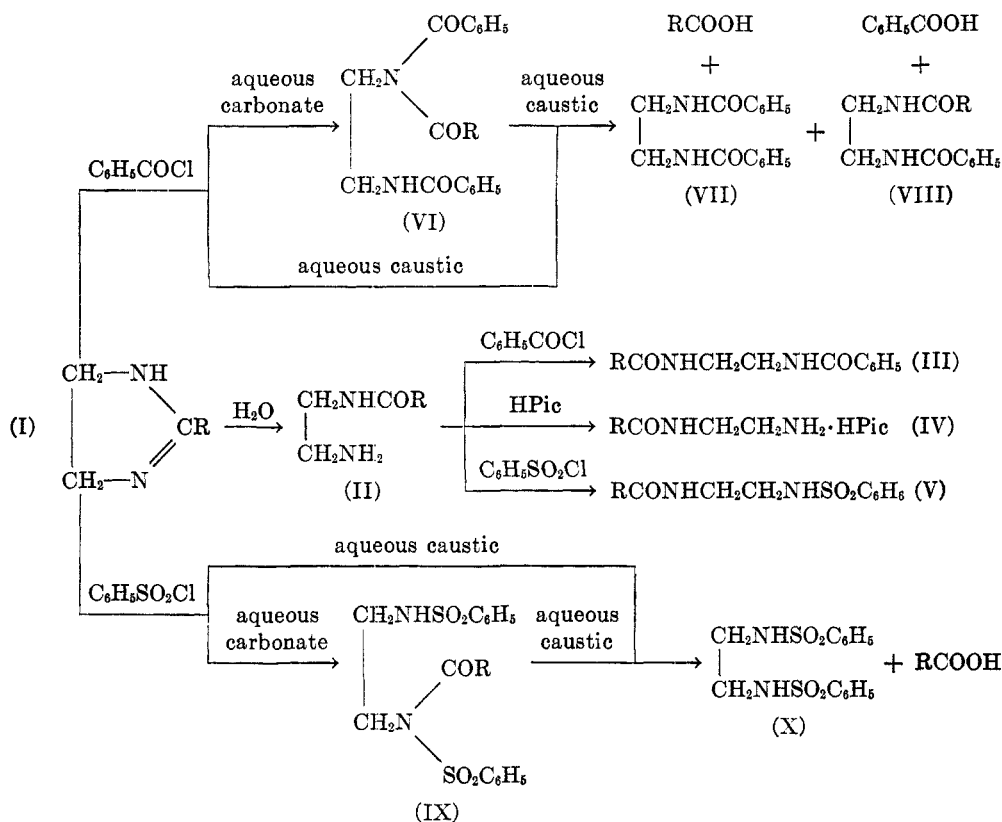 COC₆H₅
RCOOH C₆H₅COOH
aqueous + +
CH₂N aqueous CH₂NHCOC₆H₅ CH₂NHCOR
carbonate caustic
COR +
C₆H₅COCl CH₂NHCOC₆H₅ CH₂NHCOC₆H₅
CH₂NHCOC₆H₅ (VII) (VIII)
(VI)
aqueous caustic
C₆H₅COCl
CH₂—NH RCONHCH₂CH₂NHCOC₆H₅ (III)
CH₂NHCOR HPic
(I) CR H₂O RCONHCH₂CH₂NH₂·HPic (IV)
CH₂NH₂ C₆H₅SO₂Cl
CH₂—N (II) RCONHCH₂CH₂NHSO₂C₆H₆ (V)
aqueous caustic
C₆H₅SO₂Cl CH₂NHSO₂C₆H₅ aqueous
aqueous caustic CH₂NHSO₂C₆H₅
carbonate COR + RCOOH
CH₂N CH₂NHSO₂C₆H₅
(X)
SO₂C₆H₅
(IX)